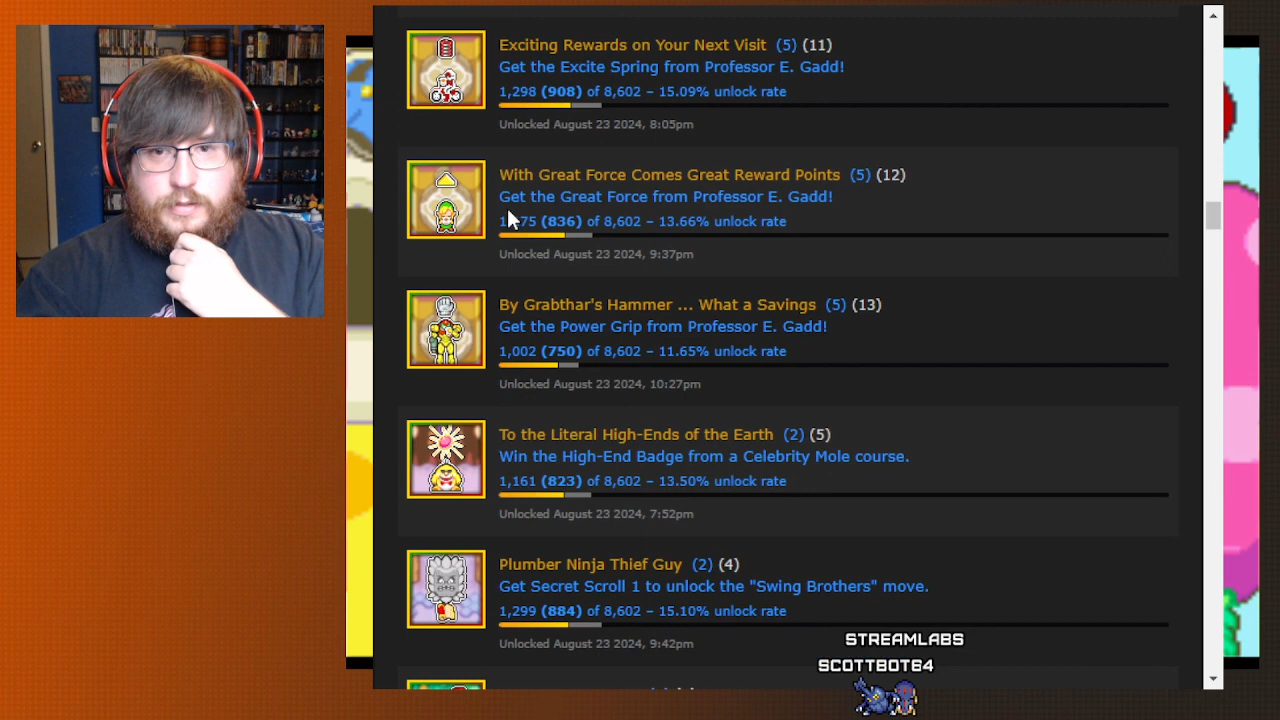 Exciting Rewards on Your Next Visit (5) (11)
Get the Excite Spring from Professor E. Gadd!
1,298 (908) of 8,602 – 15.09% unlock rate
Unlocked August 23 2024, 8:05pm
With Great Force Comes Great Reward Points (5) (12)
Get the Great Force from Professor E. Gadd!
(836) of 8,602 – 13.66% unlock rate
Unlocked August 23 2024, 9:37pm
By Grabthar's Hammer ... What a Savings (5) (13)
Get the Power Grip from Professor E. Gadd!
1,002 (750) of 8,602 – 11.65% unlock rate
Unlocked August 23 2024, 10:27pm
To the Literal High-Ends of the Earth (2) (5)
Win the High-End Badge from a Celebrity Mole course.
1,161 (823) of 8,602 – 13.50% unlock rate
Unlocked August 23 2024, 7:52pm
Plumber Ninja Thief Guy (2) (4)
Get Secret Scroll 1 to unlock the "Swing Brothers" move.
1,299 (884) of 8,602 – 15.10% unlock rate
Unlocked August 23 2024, 9:42pm
STREAMLABS
SCOTTBOT64